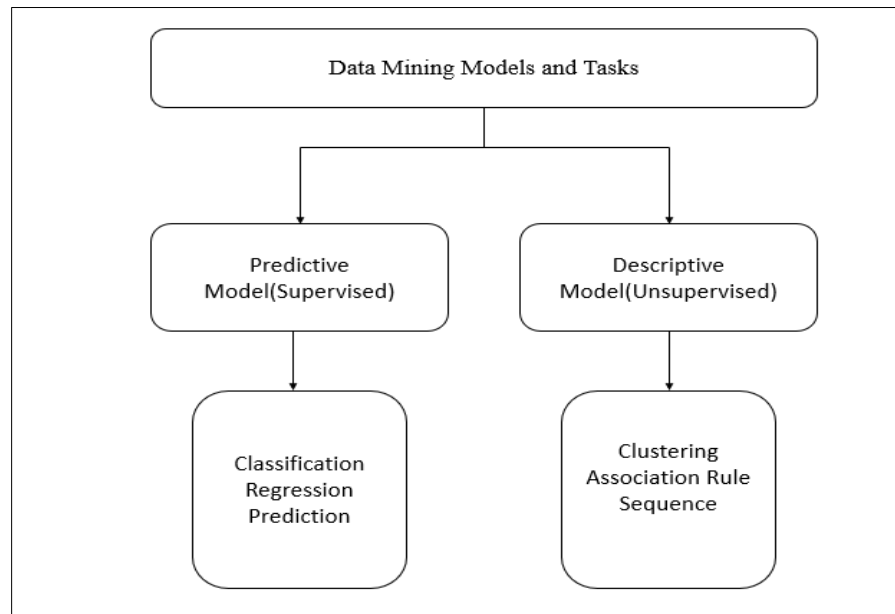 Data Mining Models and Tasks
Predictive
Model(Supervised)
Descriptive
Model(Unsupervised)
Classification
Regression
Prediction
Clustering
Association Rule
Sequence